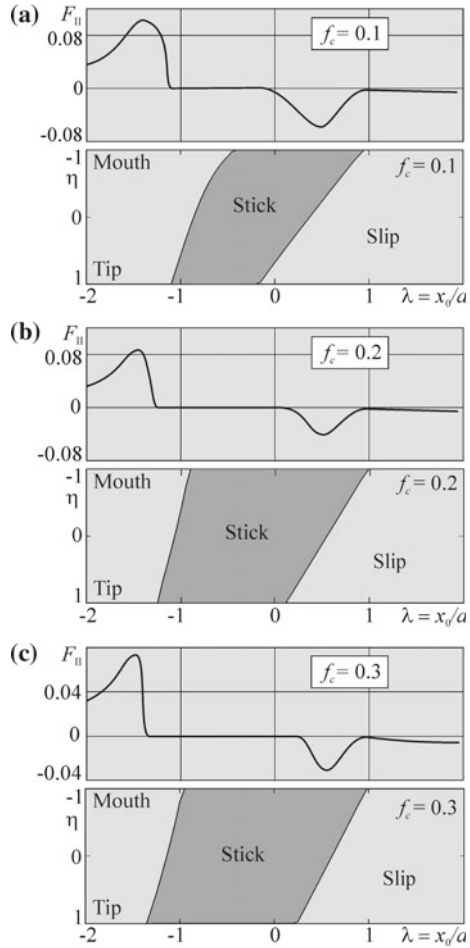 (a) F_II
0.08
f_c = 0.1
0
-0.08
-1 Mouth f_c = 0.1
η
0 Stick
Slip
Tip
1
-2 -1 0 1 λ = x_0/a
(b) F_II
0.08
f_c = 0.2
0
-0.08
-1 Mouth f_c = 0.2
η
0 Stick
Slip
Tip
1
-2 -1 0 1 λ = x_0/a
(c) F_II
f_c = 0.3
0.04
0
-0.04
-1 Mouth f_c = 0.3
η
0 Stick
Slip
Tip
1
-2 -1 0 1 λ = x_0/a